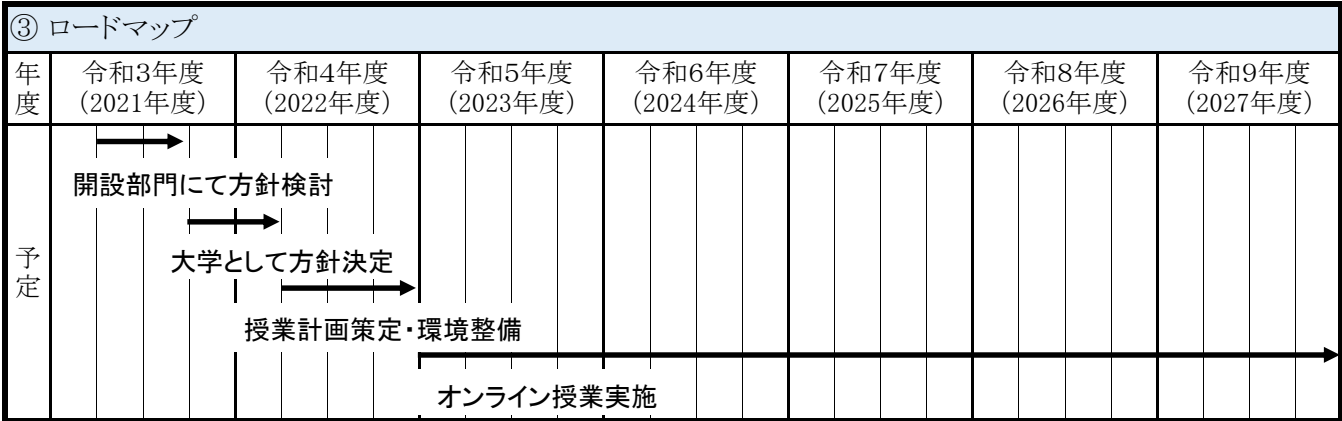 ③ ロードマップ
年度
令和3年度
(2021年度)
令和4年度
(2022年度)
令和5年度
(2023年度)
令和6年度
(2024年度)
令和7年度
(2025年度)
令和8年度
(2026年度)
令和9年度
(2027年度)
予定
開設部門にて方針検討
大学として方針決定
授業計画策定・環境整備
オンライン授業実施